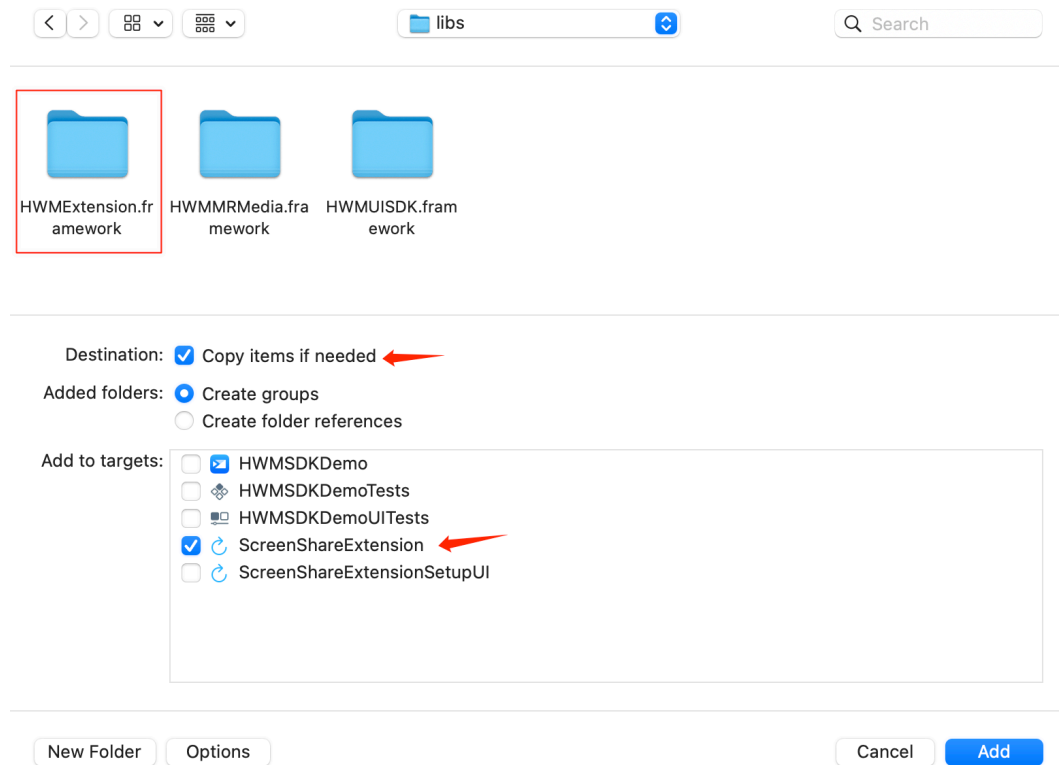 libs
Search
HWMExtension.fr
amework
HWMMRMedia.fra
mework
HWMUISDK.fram
ework
Destination:
Copy items if needed
Added folders:
Create groups
Create folder references
Add to targets:
HWMSDKDemo
HWMSDKDemoTests
HWMSDKDemoUITests
ScreenShareExtension
ScreenShareExtensionSetupUI
New Folder
Options
Cancel
Add